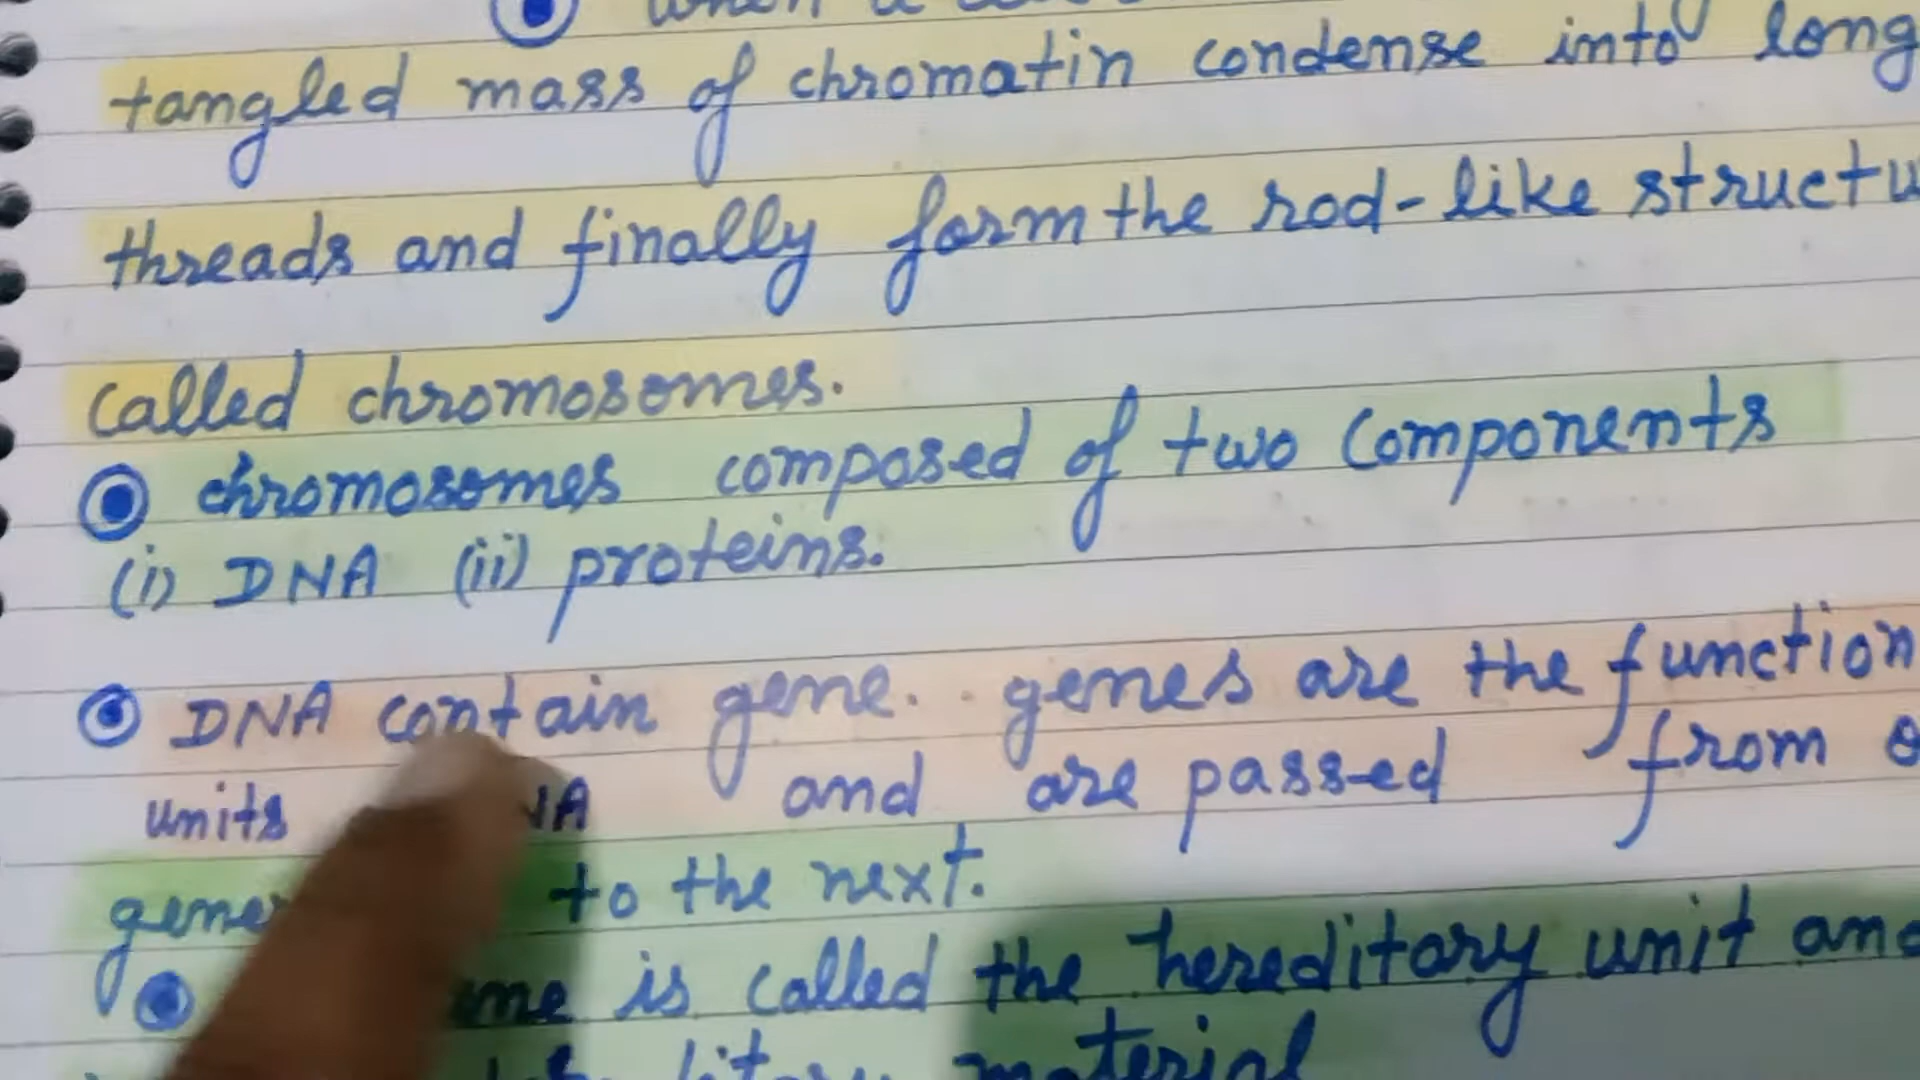 tangled mass of chromatin condense into long
threads and finally form the rod-like
called chromosomes.
chromosomes composed of two components
(i) DNA (ii) proteins.
DNA contain gene. genes are the function
units and are passed from
to the next.
is called the hereditary unit
material